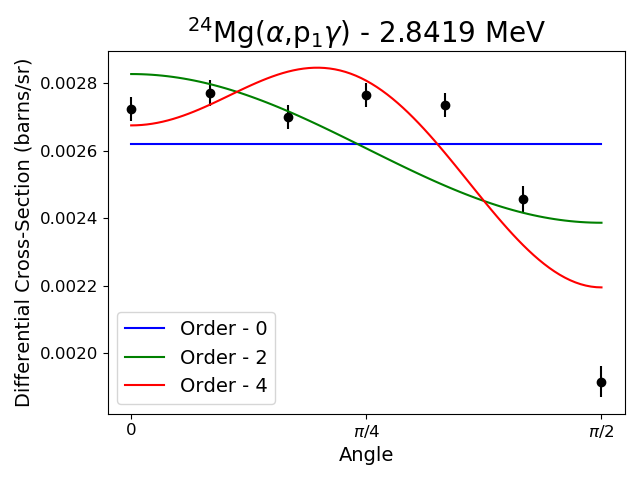 ²⁴Mg(α,p₁γ) - 2.8419 MeV
Differential Cross-Section (barns/sr)
0.0028
0.0026
0.0024
0.0022
0.0020
Order - 0
Order - 2
Order - 4
0
π/4
π/2
Angle